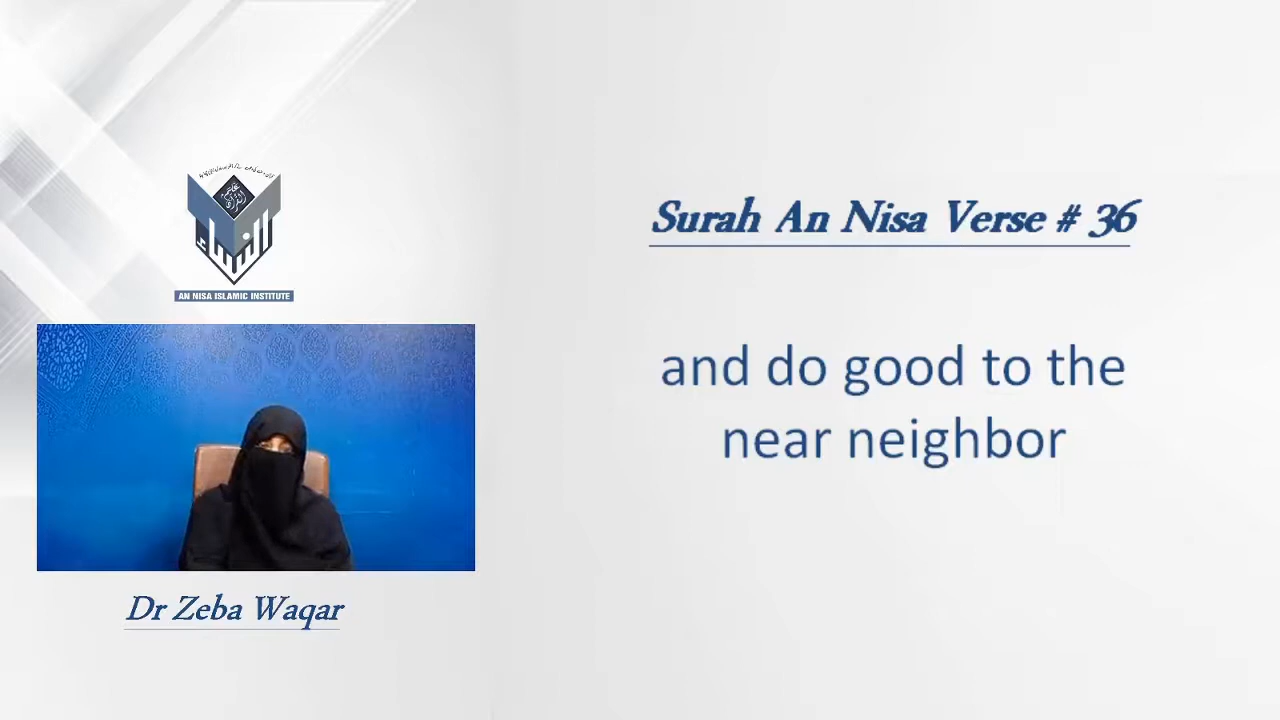 AN NISA ISLAMIC INSTITUTE
Surah An Nisa Verse # 36
and do good to the
near neighbor
Dr Zeba Waqar